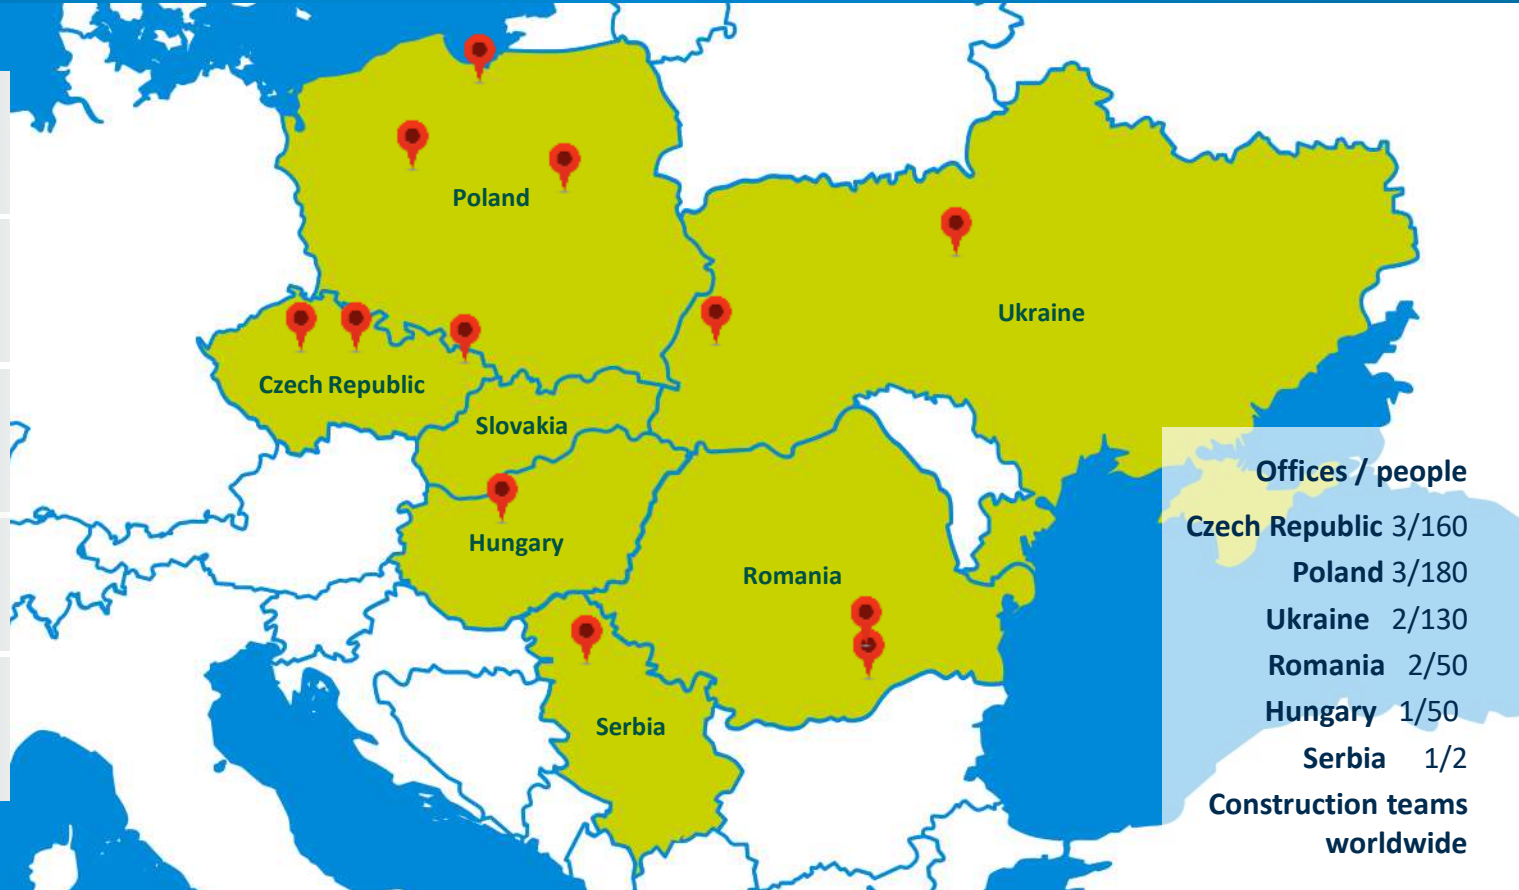 Poland
Ukraine
Czech Republic
Slovakia
Hungary
Romania
Serbia
Offices / people
Czech Republic 3/160
Poland 3/180
Ukraine 2/130
Romania 2/50
Hungary 1/50
Serbia 1/2
Construction teams
worldwide